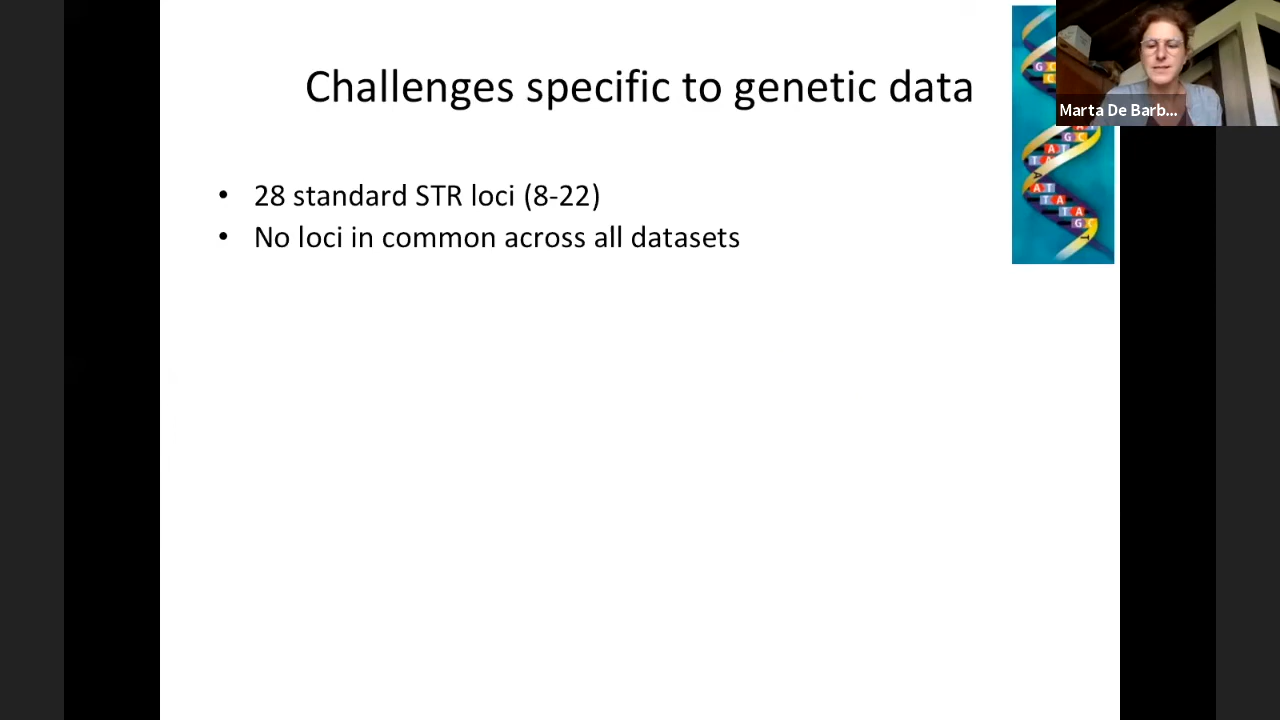 Challenges specific to genetic data
Marta De Barb...
• 28 standard STR loci (8-22)
• No loci in common across all datasets
G C
C
A T
G C
A T
T A
A
A T
T A
T A
G C
T